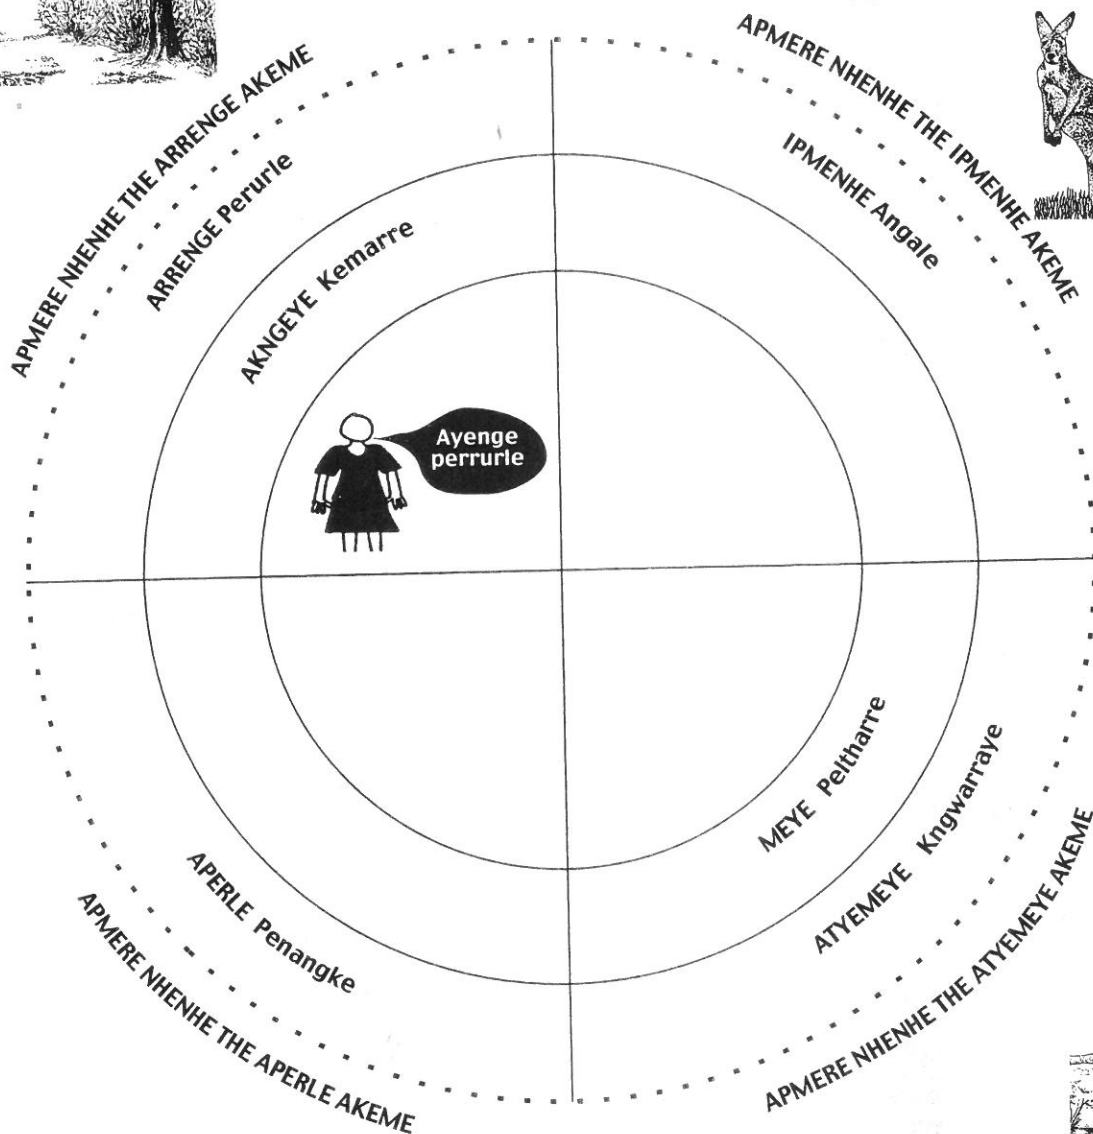 APMERE NHENHE THE ARRENGE AKEME
ARRENGE Perurle
AKNGEYE Kemarre
APMERE NHENHE THE IPMENHE AKEME
IPMENHE Angale
Ayenge
perrurle
MEYE Peltharre
ATYEMEYE Kngwarraye
APMERE NHENHE THE ATYEMEYE AKEME
APERLE Penangke
APMERE NHENHE THE APERLE AKEME